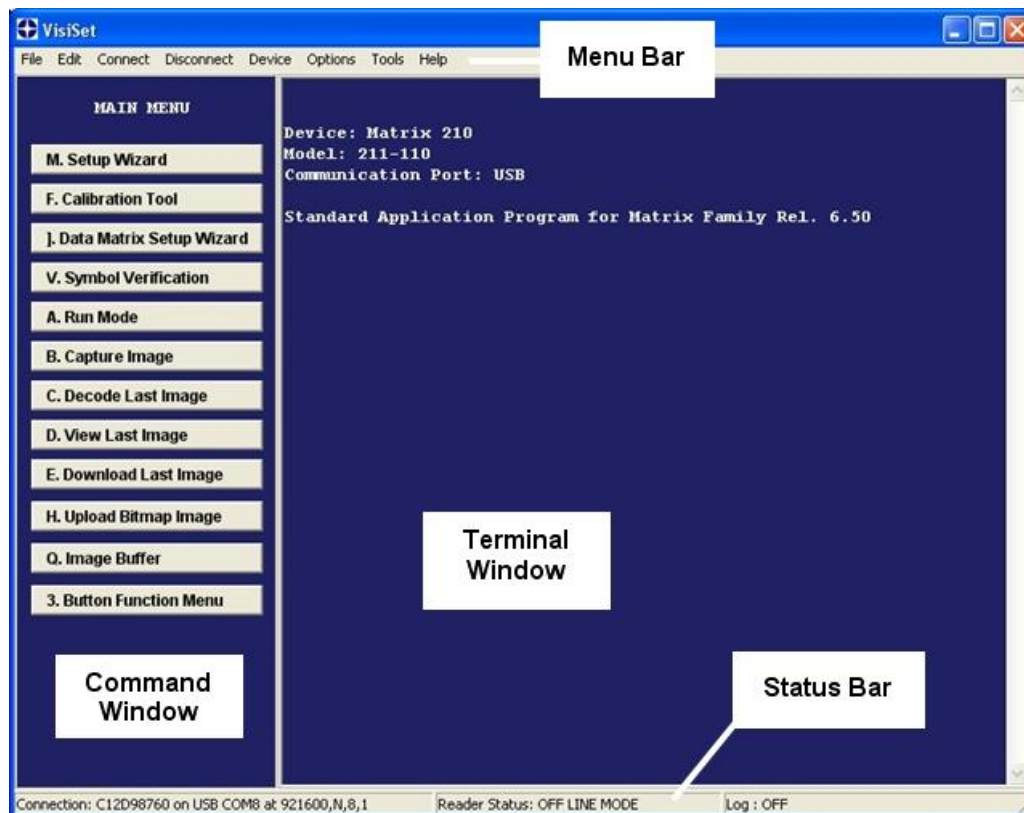 VisiSet
File Edit Connect Disconnect Device Options Tools Help
Menu Bar
MAIN MENU
M. Setup Wizard
F. Calibration Tool
]. Data Matrix Setup Wizard
V. Symbol Verification
A. Run Mode
B. Capture Image
C. Decode Last Image
D. View Last Image
E. Download Last Image
H. Upload Bitmap Image
Q. Image Buffer
3. Button Function Menu
Command
Window
Device: Matrix 210
Model: 211-110
Communication Port: USB
Standard Application Program for Matrix Family Rel. 6.50
Terminal
Window
Status Bar
Connection: C12D98760 on USB COM8 at 921600,N,8,1
Reader Status: OFF LINE MODE
Log : OFF